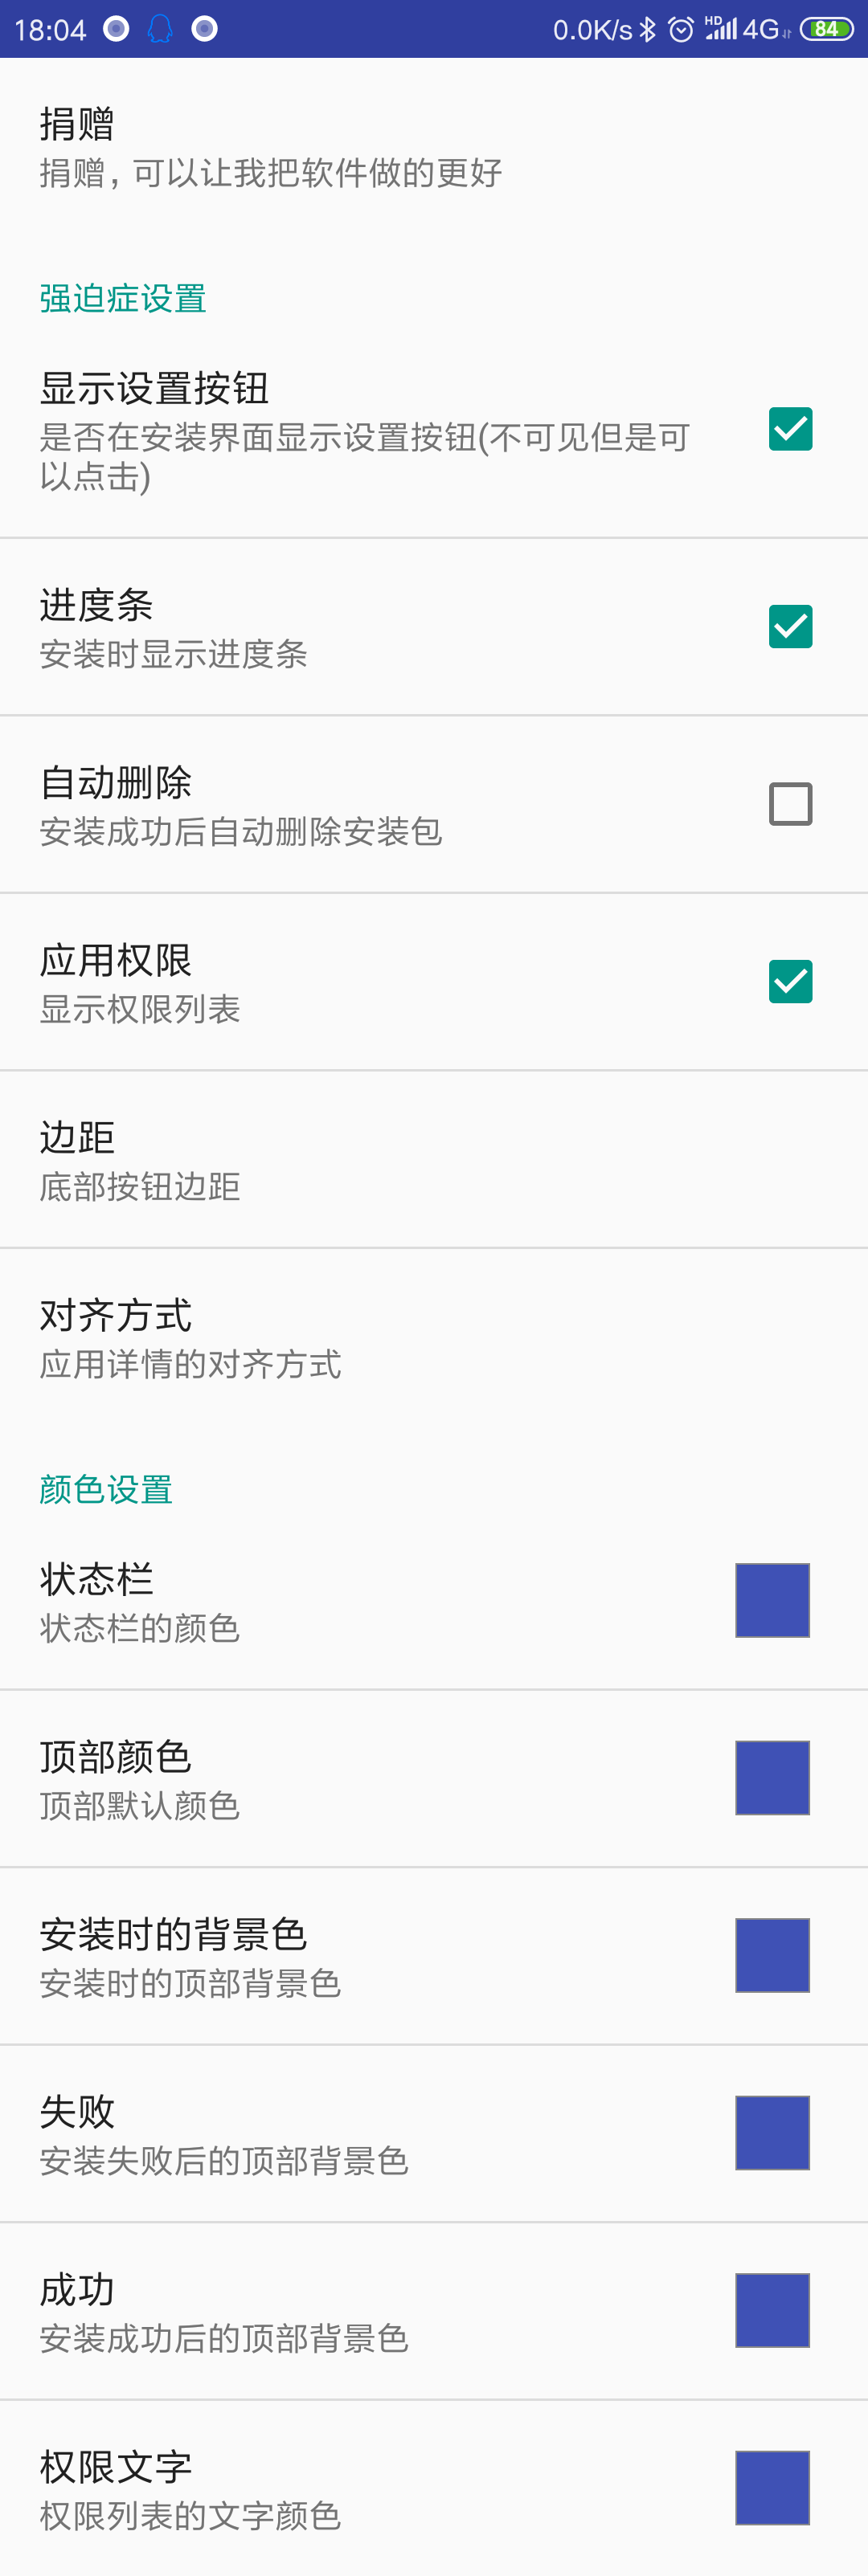 18:04 0.0K/s HD 4G 84
捐赠
捐赠，可以让我把软件做的更好
强迫症设置
显示设置按钮
是否在安装界面显示设置按钮(不可见但是可
以点击)
进度条
安装时显示进度条
自动删除
安装成功后自动删除安装包
应用权限
显示权限列表
边距
底部按钮边距
对齐方式
应用详情的对齐方式
颜色设置
状态栏
状态栏的颜色
顶部颜色
顶部默认颜色
安装时的背景色
安装时的顶部背景色
失败
安装失败后的顶部背景色
成功
安装成功后的顶部背景色
权限文字
权限列表的文字颜色